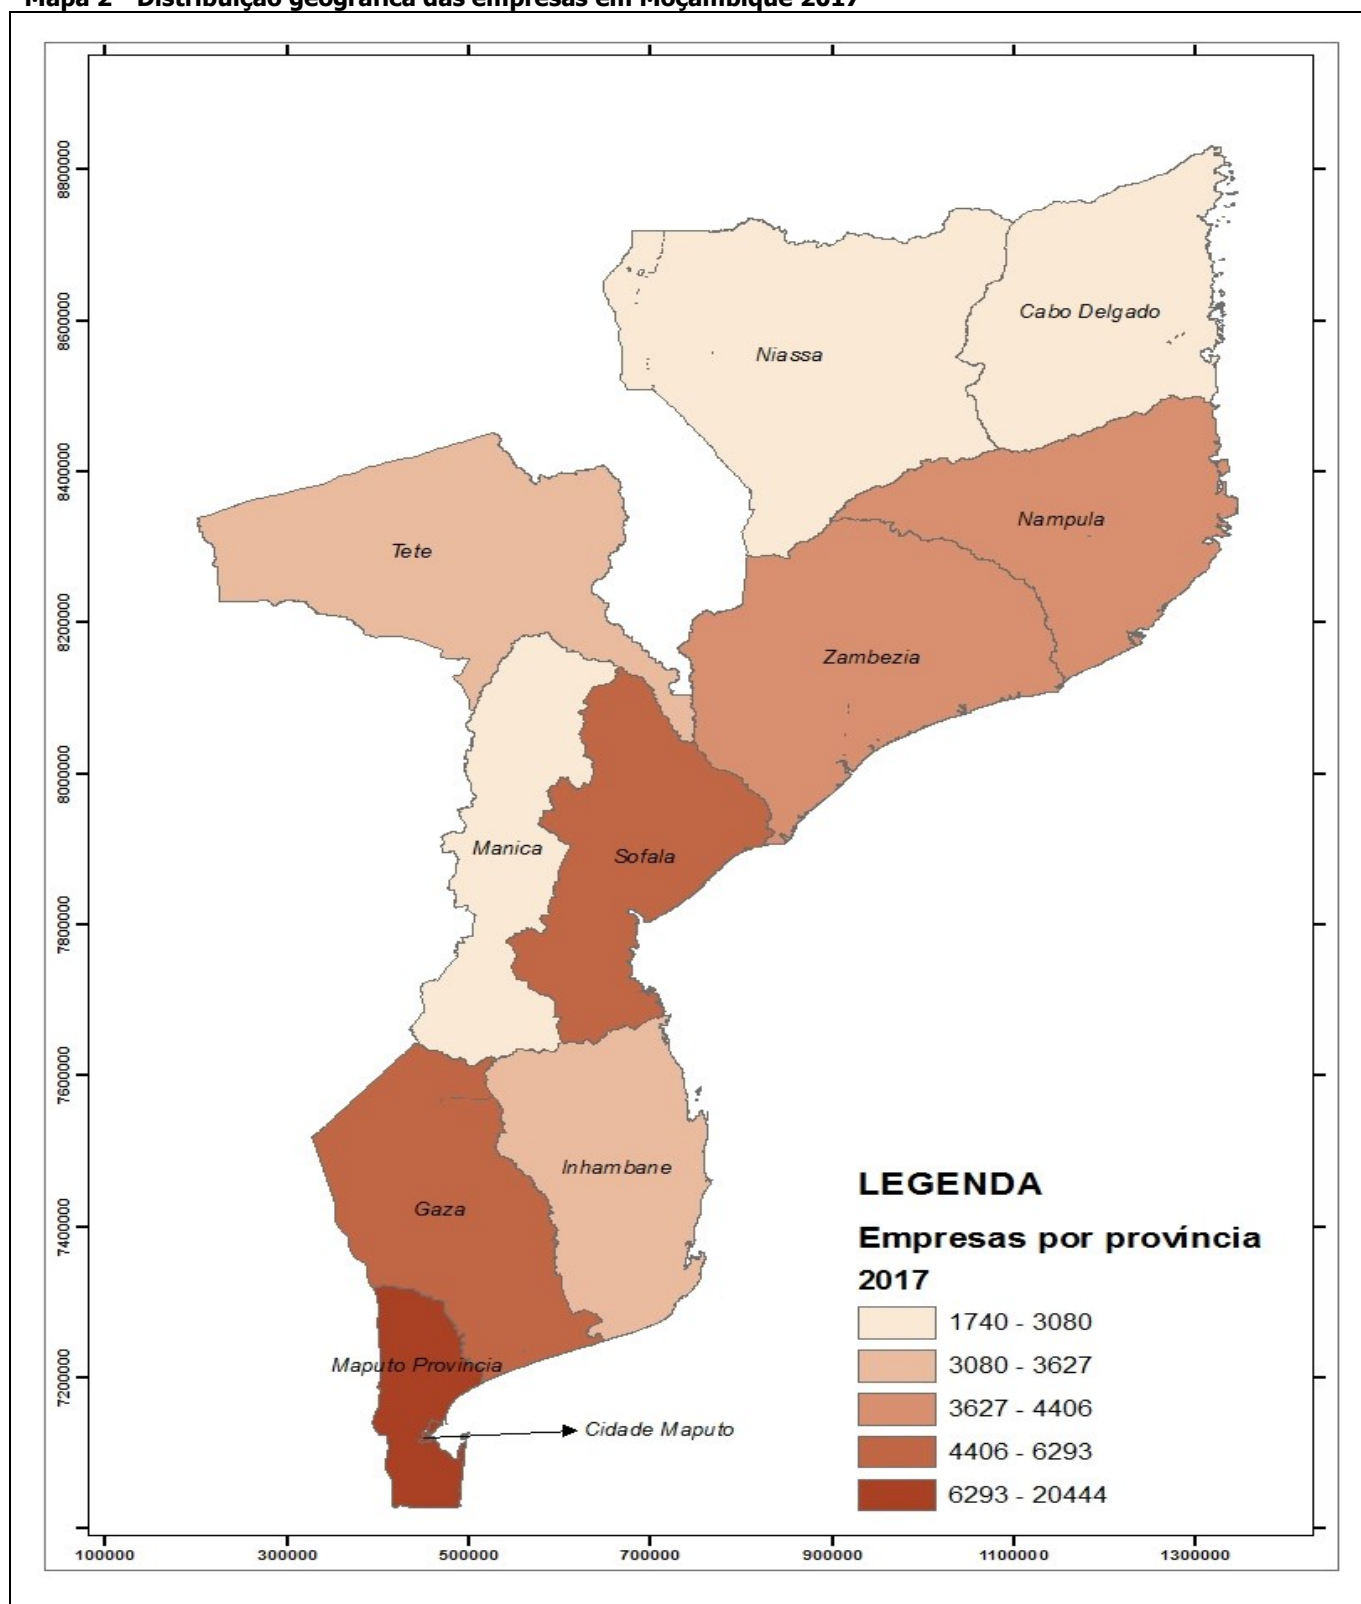 Mapa 2 - Distribuição geográfica das empresas em Moçambique 2017
8800000
8600000
8400000
8200000
8000000
7800000
7600000
7400000
7200000
Cabo Delgado
Niassa
Nampula
Tete
Zambezia
Manica
Sofala
Inhambane
Gaza
Maputo Província
Cidade Maputo
LEGENDA
Empresas por província
2017
1740 - 3080
3080 - 3627
3627 - 4406
4406 - 6293
6293 - 20444
100000 300000 500000 700000 900000 1100000 1300000